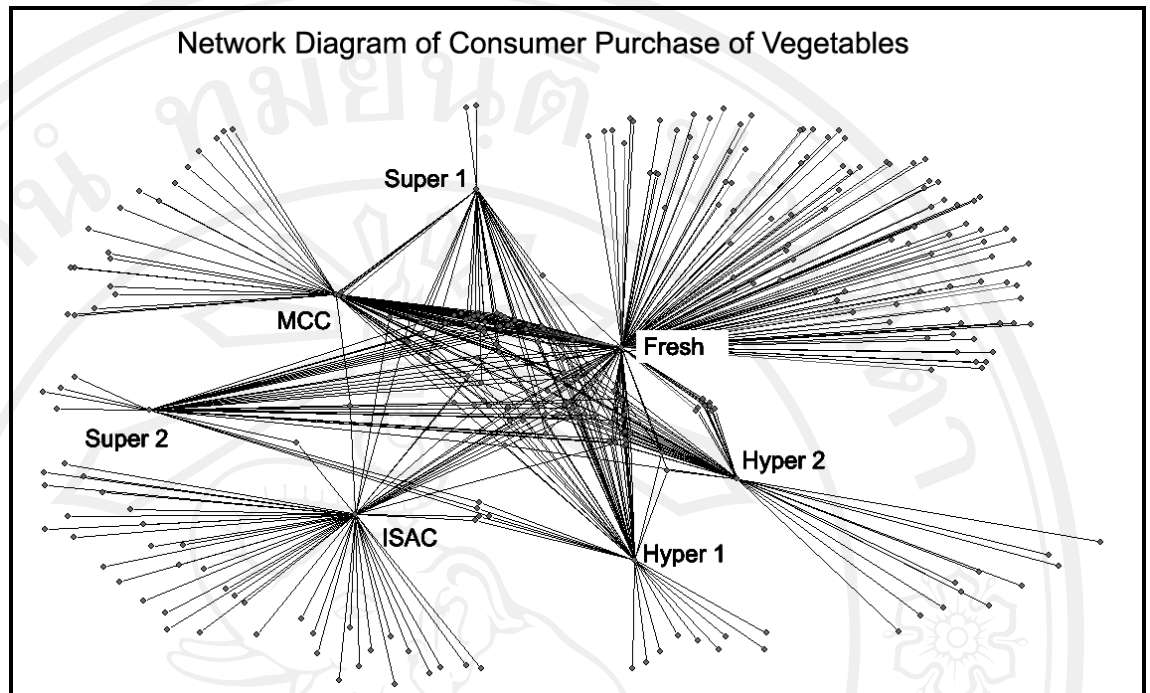 Network Diagram of Consumer Purchase of Vegetables
Super 1
MCC
Fresh
Super 2
Hyper 2
ISAC
Hyper 1